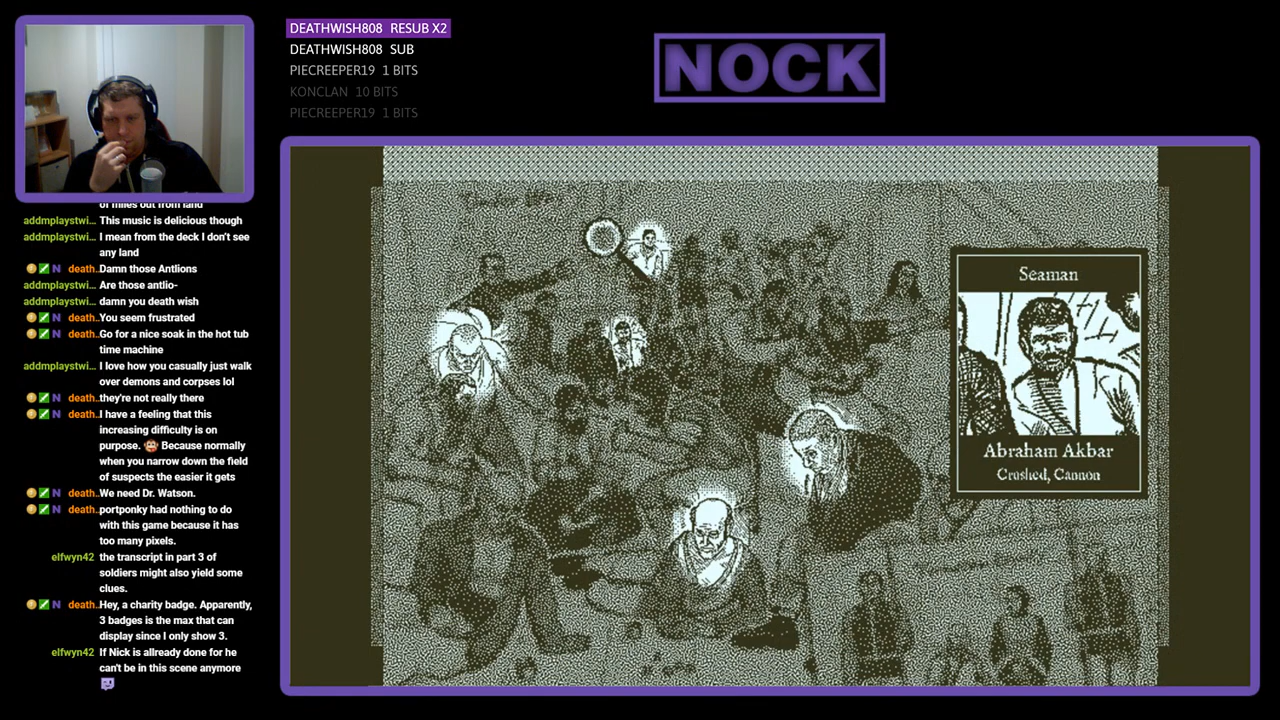 DEATHWISH808 RESUB X2
DEATHWISH808 SUB
PIECREEPER19 1 BITS
KONCLAN 10 BITS
PIECREEPER19 1 BITS
NOCK
of miles out from land
addmplaystwi... This music is delicious though
addmplaystwi... I mean from the deck I don't see
any land
N death... Damn those Antlions
addmplaystwi... Are those antlio-
addmplaystwi... damn you death wish
N death... You seem frustrated
N death... Go for a nice soak in the hot tub
time machine
addmplaystwi... I love how you casually just walk
over demons and corpses lol
N death... they're not really there
N death... I have a feeling that this
increasing difficulty is on
purpose. Because normally
when you narrow down the field
of suspects the easier it gets
N death... We need Dr. Watson.
N death... portponky had nothing to do
with this game because it has
too many pixels.
elfwyn42 the transcript in part 3 of
soldiers might also yield some
clues.
N death... Hey, a charity badge. Apparently,
3 badges is the max that can
display since I only show 3.
elfwyn42 If Nick is allready done for he
can't be in this scene anymore
Seaman
Abraham Akbar
Crushed, Cannon